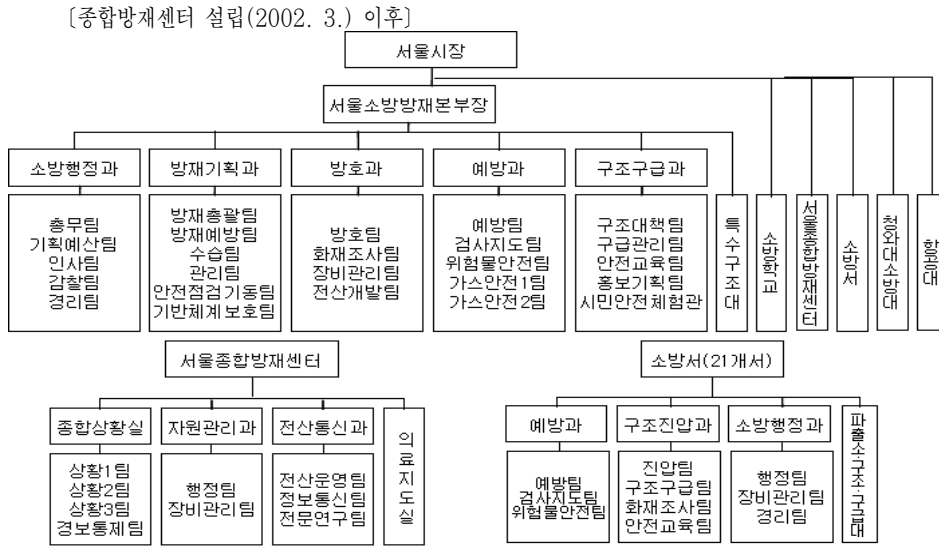 〔종합방재센터 설립(2002. 3.) 이후〕
서울시장
서울소방방재본부장
소방행정과
방재기획과
방호과
예방과
구조구급과
총무팀
기획예산팀
인사팀
감찰팀
경리팀
방재총괄팀
방재예방팀
수습팀
관리팀
안전점검기동팀
기반체계보호팀
방호팀
화재조사팀
장비관리팀
전산개발팀
예방팀
검사지도팀
위험물안전팀
가스안전1팀
가스안전2팀
구조대책팀
구급관리팀
안전교육팀
홍보기획팀
시민안전체험관
특수구조대
소방학교
서울종합방재센터
소방서
청와대소방대
항공대
서울종합방재센터
종합상황실
자원관리과
전산통신과
의료지도실
상황1팀
상황2팀
상황3팀
경보통제팀
행정팀
장비관리팀
전산운영팀
정보통신팀
전문연구팀
소방서(21개서)
예방과
구조진압과
소방행정과
파출소·구조·구급대
예방팀
검사지도팀
위험물안전팀
진압팀
구조구급팀
화재조사팀
안전교육팀
행정팀
장비관리팀
경리팀